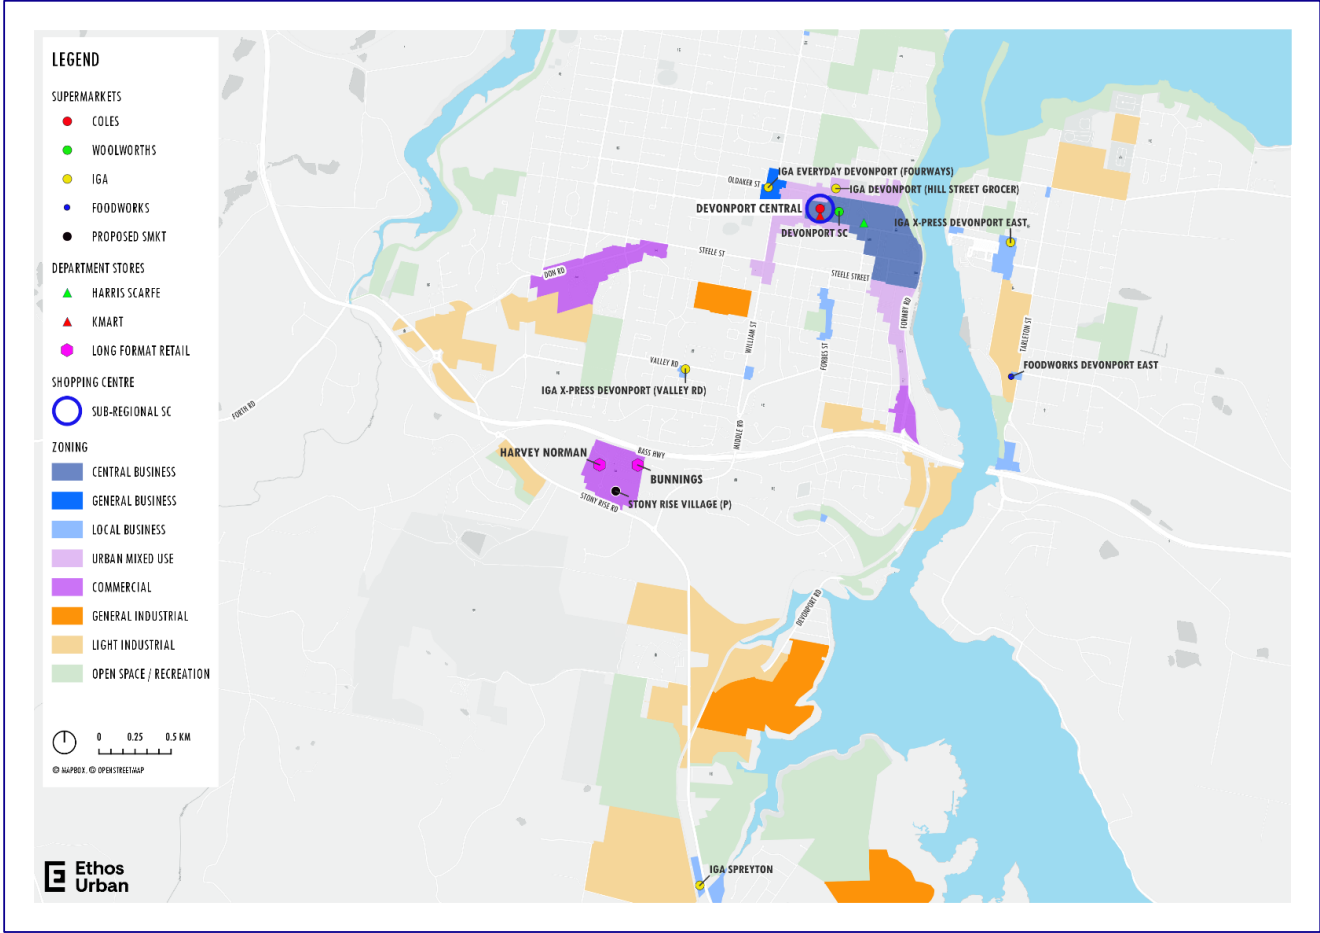 LEGEND
SUPERMARKETS
COLES
WOOLWORTHS
IGA
FOODWORKS
PROPOSED SMKT
DEPARTMENT STORES
HARRIS SCARFE
KMART
LONG FORMAT RETAIL
SHOPPING CENTRE
SUB-REGIONAL SC
ZONING
CENTRAL BUSINESS
GENERAL BUSINESS
LOCAL BUSINESS
URBAN MIXED USE
COMMERCIAL
GENERAL INDUSTRIAL
LIGHT INDUSTRIAL
OPEN SPACE / RECREATION
0 0.25 0.5 KM
© MAPBOX, © OPENSTREETMAP
Ethos
Urban
IGA EVERYDAY DEVONPORT (FOURWAYS)
OLDAKER ST
IGA DEVONPORT (HILL STREET GROCER)
DEVONPORT CENTRAL
DEVONPORT SC
IGA X-PRESS DEVONPORT EAST,
STEELE ST
STEELE STREET
DON RD
FORMBY RD
WILLIAM ST
FORBES ST
TARLETON ST
VALLEY RD
FOODWORKS DEVONPORT EAST
IGA X-PRESS DEVONPORT (VALLEY RD)
FORTH RD
MIDDLE RD
HARVEY NORMAN
BASS HWY
BUNNINGS
STONY RISE RD
STONY RISE VILLAGE (P)
DEVONPORT RD
IGA SPREYTON